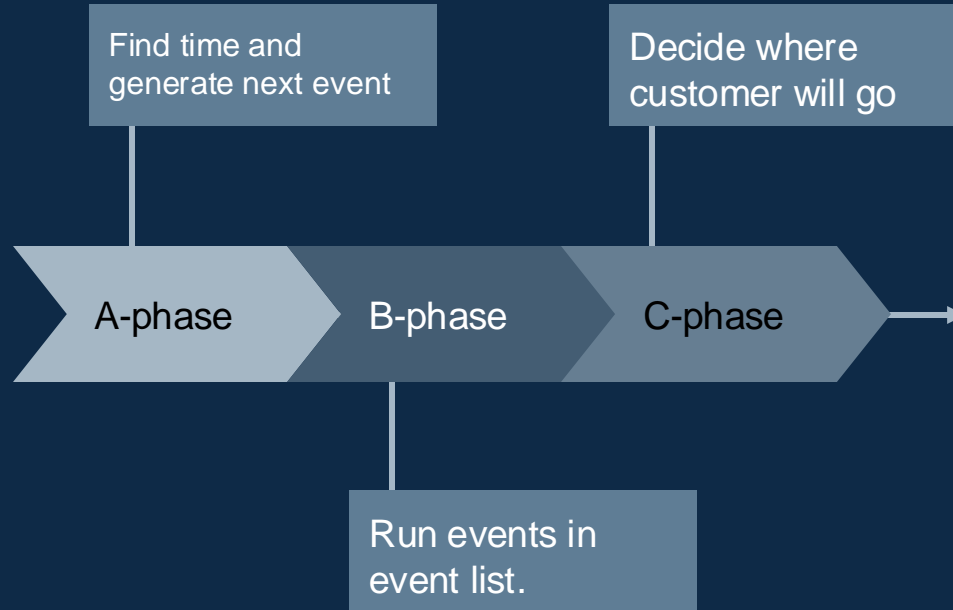 Find time and
generate next event
Decide where
customer will go
A-phase
B-phase
C-phase
Run events in
event list.